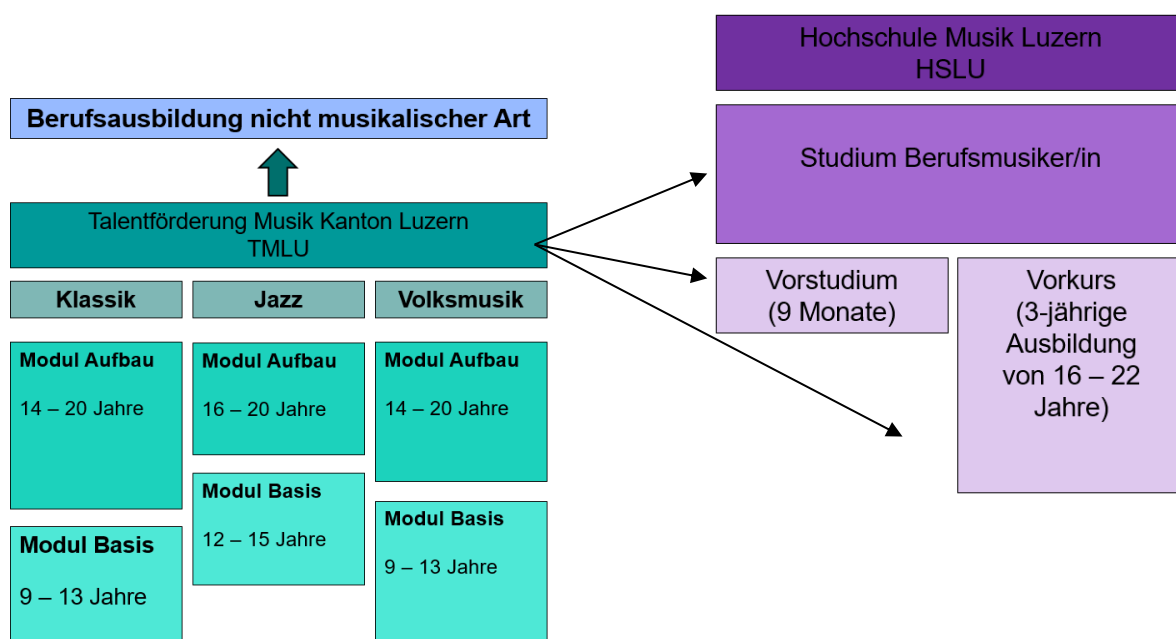 Hochschule Musik Luzern
HSLU
Berufsausbildung nicht musikalischer Art
Studium Berufsmusiker/in
Talentförderung Musik Kanton Luzern
TMLU
Klassik
Jazz
Volksmusik
Vorstudium
(9 Monate)
Vorkurs
(3-jährige
Ausbildung
von 16 – 22
Jahre)
Modul Aufbau
14 – 20 Jahre
Modul Aufbau
16 – 20 Jahre
Modul Aufbau
14 – 20 Jahre
Modul Basis
9 – 13 Jahre
Modul Basis
12 – 15 Jahre
Modul Basis
9 – 13 Jahre